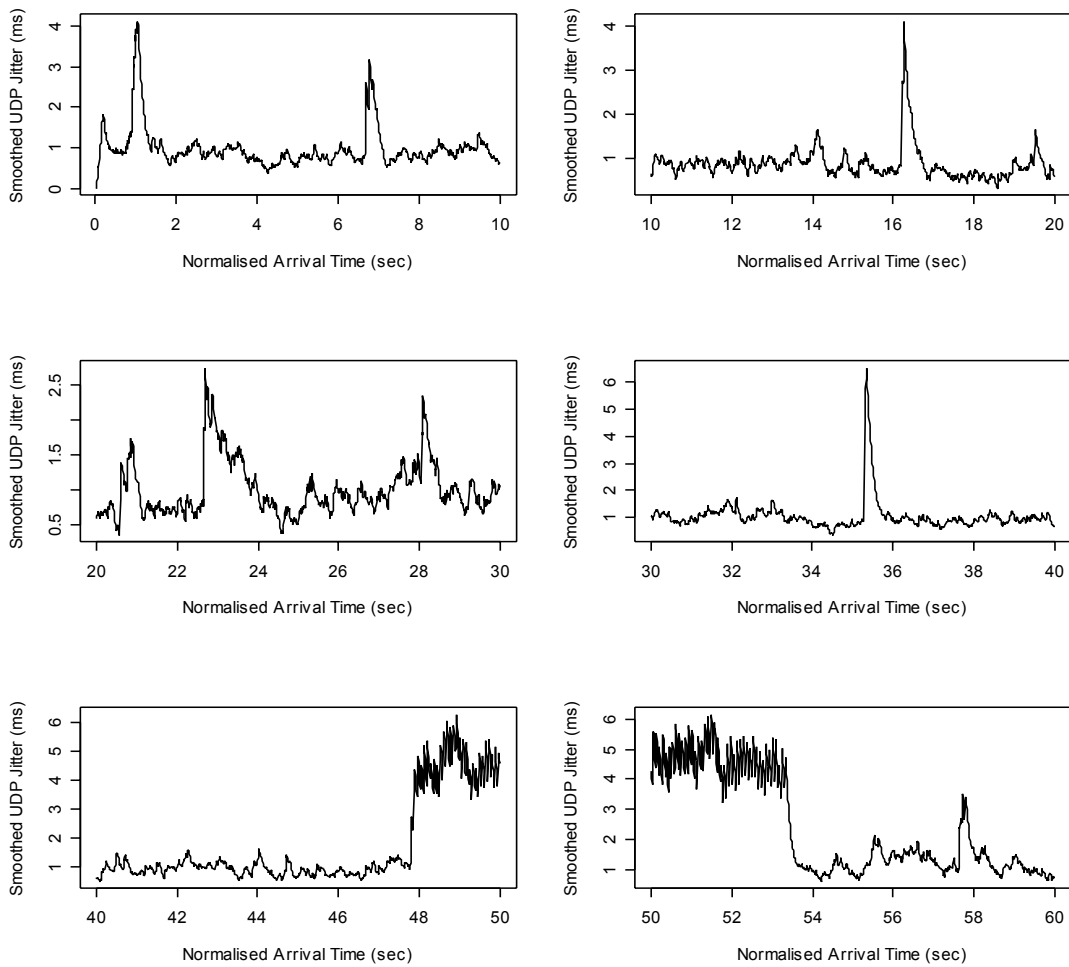 Smoothed UDP Jitter (ms)
4
3
2
1
0
0 2 4 6 8 10
Normalised Arrival Time (sec)
Smoothed UDP Jitter (ms)
4
3
2
1
10 12 14 16 18 20
Normalised Arrival Time (sec)
Smoothed UDP Jitter (ms)
2.5
1.5
0.5
20 22 24 26 28 30
Normalised Arrival Time (sec)
Smoothed UDP Jitter (ms)
6
5
4
3
2
1
30 32 34 36 38 40
Normalised Arrival Time (sec)
Smoothed UDP Jitter (ms)
6
5
4
3
2
1
40 42 44 46 48 50
Normalised Arrival Time (sec)
Smoothed UDP Jitter (ms)
6
5
4
3
2
1
50 52 54 56 58 60
Normalised Arrival Time (sec)